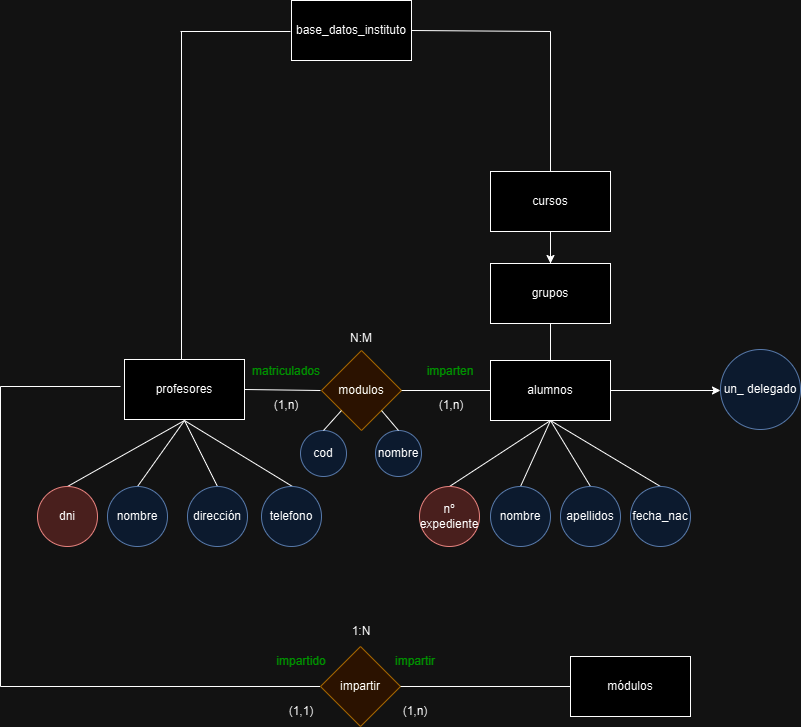 base_datos_instituto
cursos
grupos
N:M
matriculados
imparten
profesores
modulos
alumnos
un_ delegado
(1,n)
(1,n)
cod
nombre
dni
nombre
dirección
telefono
nº
expediente
nombre
apellidos
fecha_nac
1:N
impartido
impartir
impartir
módulos
(1,1)
(1,n)